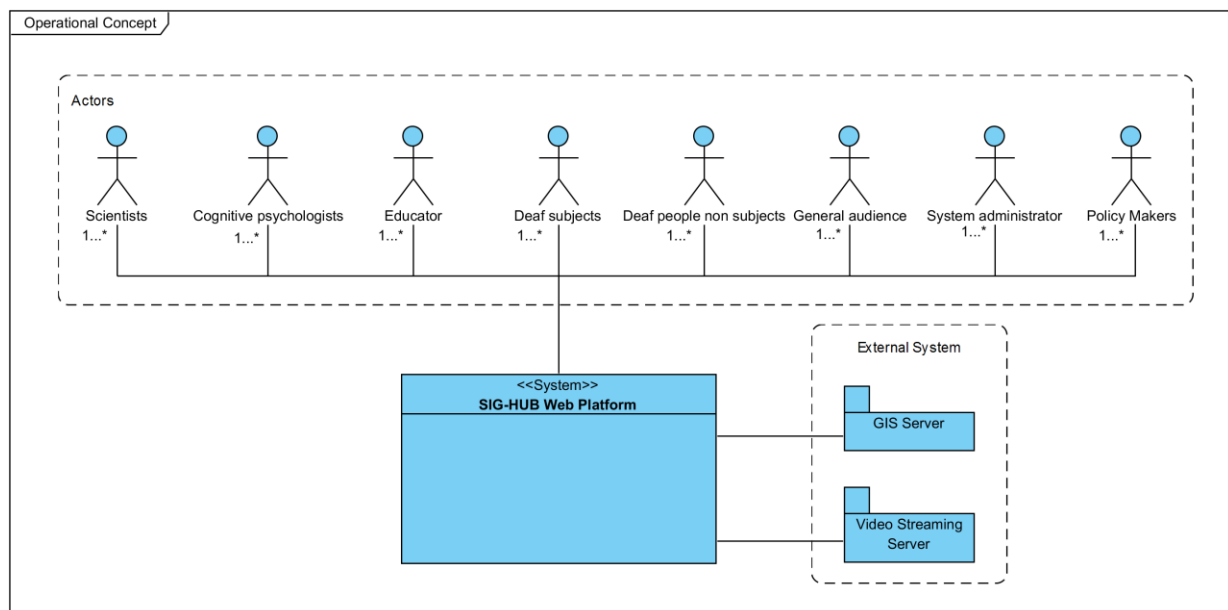 Operational Concept
Actors
Scientists
Cognitive psychologists
Educator
Deaf subjects
Deaf people non subjects
General audience
System administrator
Policy Makers
1...*
1...*
1...*
1...*
1...*
1...*
1...*
1...*
External System
<<System>>
SIG-HUB Web Platform
GIS Server
Video Streaming
Server